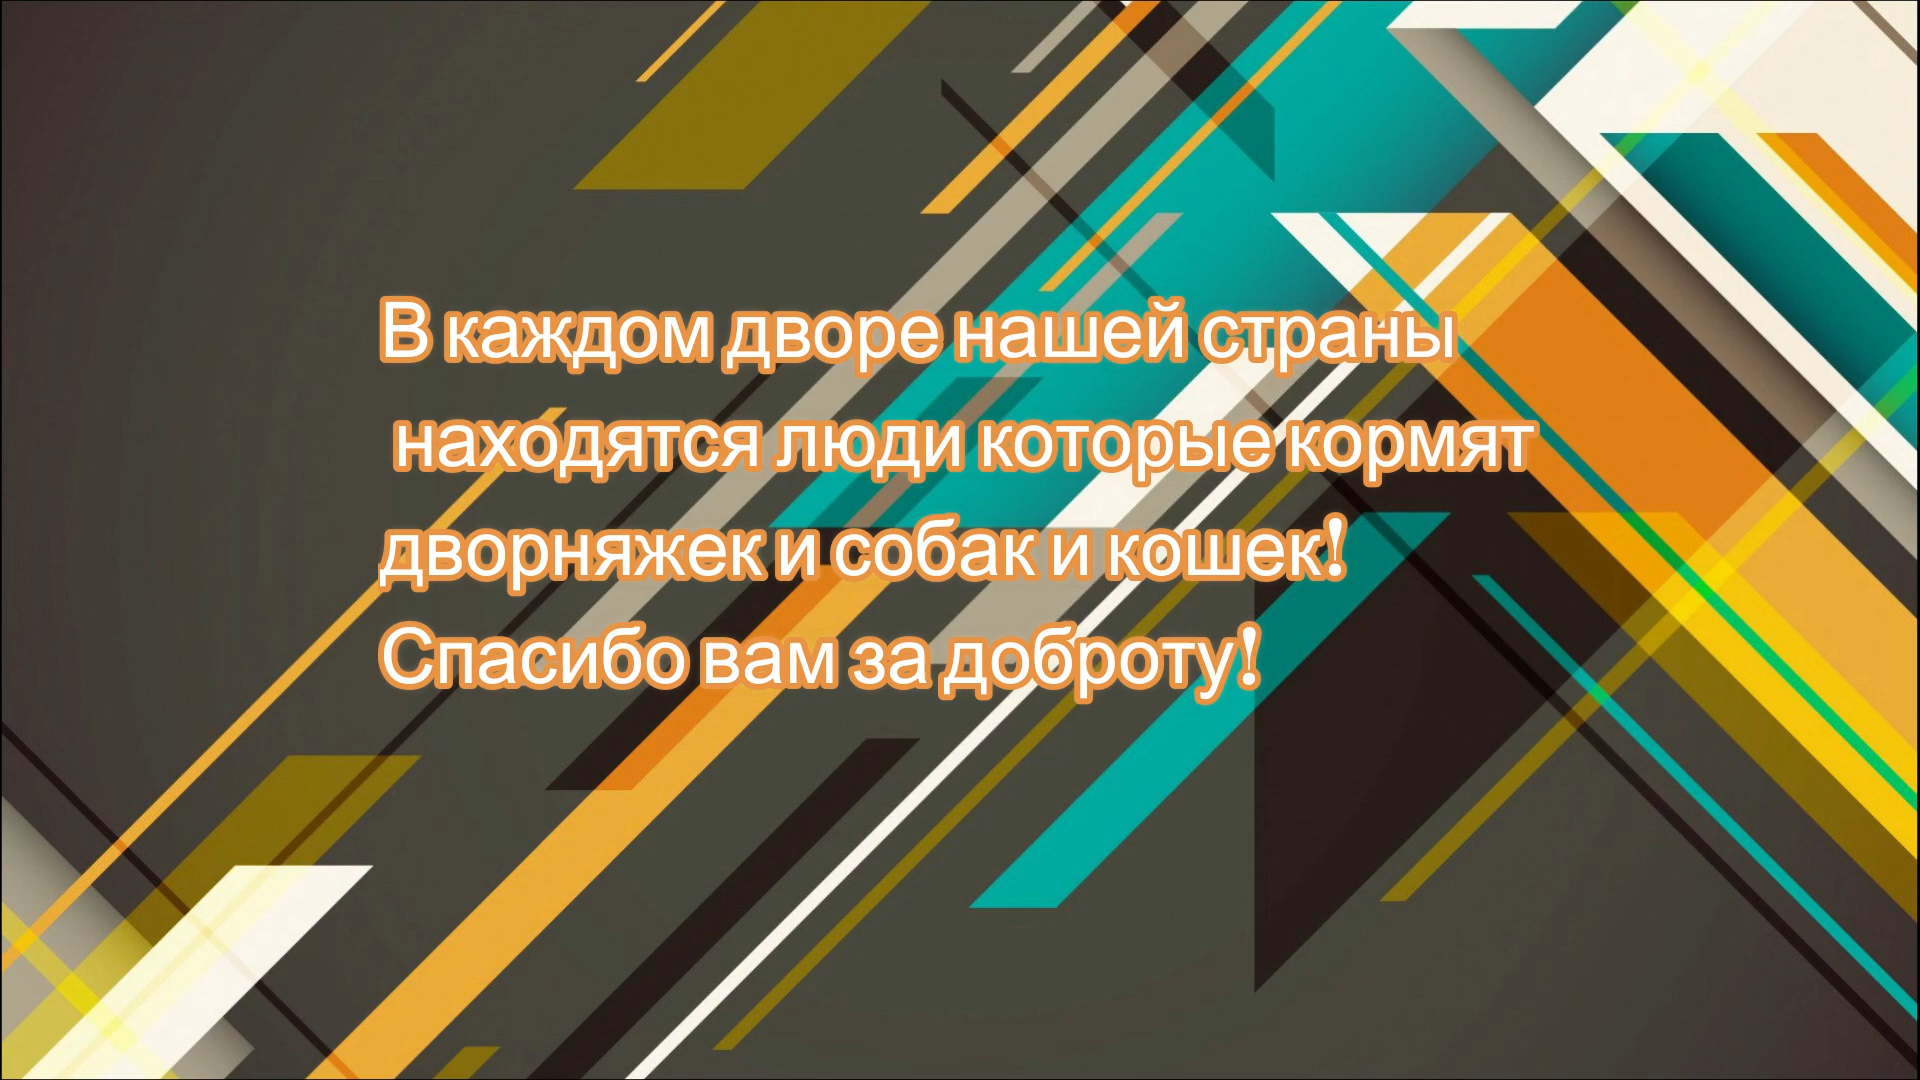 В каждом дворе нашей страны
находятся люди которые кормят
дворняжек и собак и кошек!
Спасибо вам за доброту!